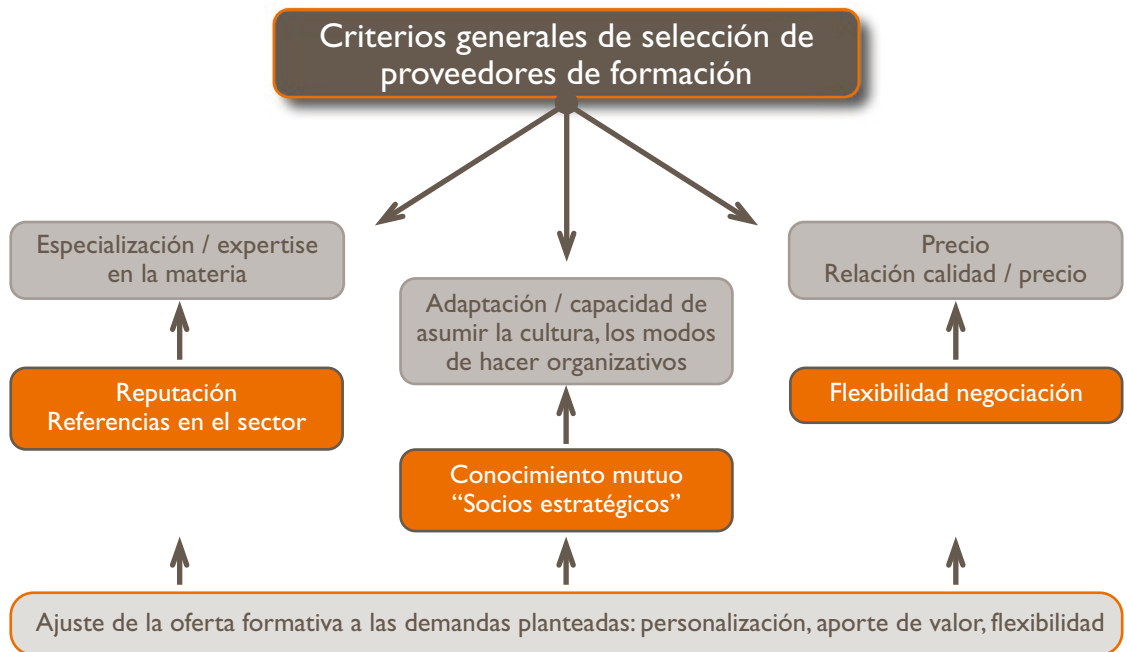 Criterios generales de selección de
proveedores de formación
Especialización / expertise
en la materia
Adaptación / capacidad de
asumir la cultura, los modos
de hacer organizativos
Precio
Relación calidad / precio
Reputación
Referencias en el sector
Conocimiento mutuo
“Socios estratégicos”
Flexibilidad negociación
Ajuste de la oferta formativa a las demandas planteadas: personalización, aporte de valor, flexibilidad